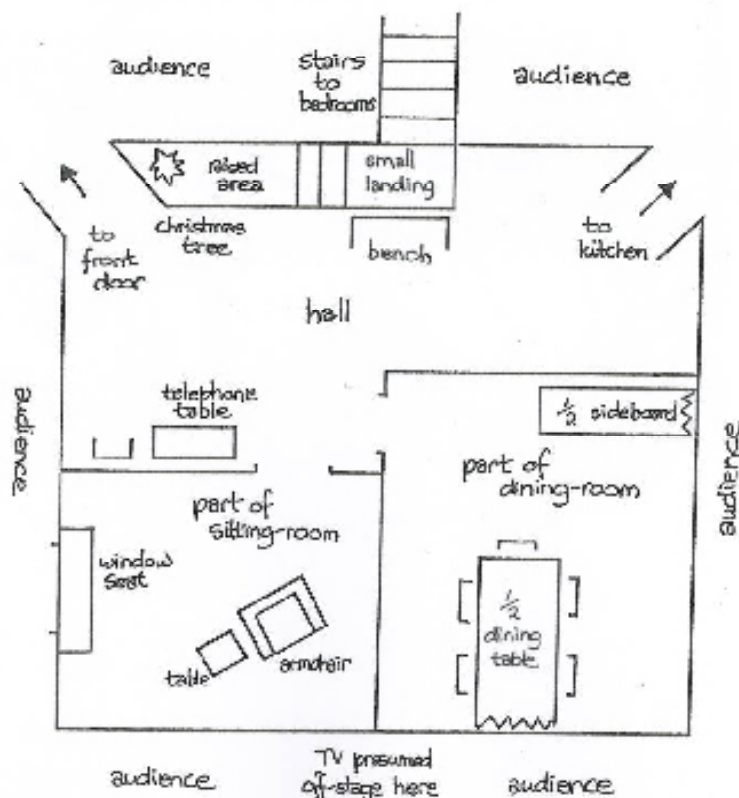 audience
stairs
to
bedrooms
audience
raised
area
small
landing
christmas
tree
bench
to
front
door
to
kitchen
hall
audience
telephone
table
1/2 sideboard
part of
sitting-room
part of
dining-room
audience
window
seat
table
armchair
1/2
dining
table
audience
TV presumed
off-stage here
audience